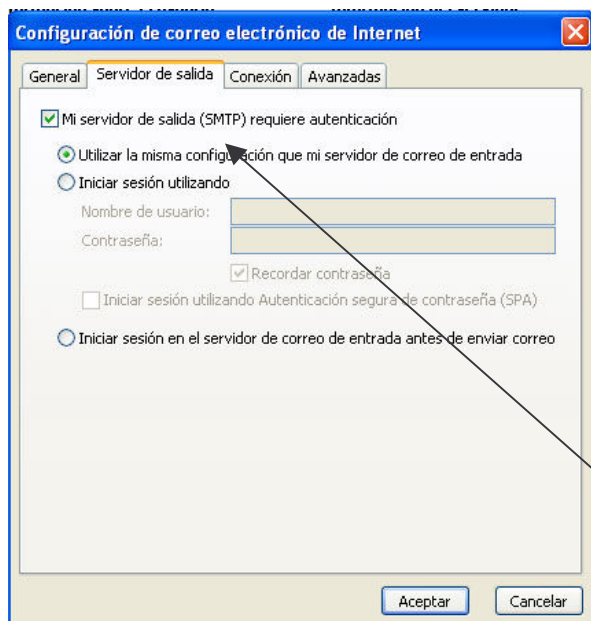 Configuración de correo electrónico de Internet
General Servidor de salida Conexión Avanzadas
Mi servidor de salida (SMTP) requiere autenticación
Utilizar la misma configuración que mi servidor de correo de entrada
Iniciar sesión utilizando
Nombre de usuario:
Contraseña:
Recordar contraseña
Iniciar sesión utilizando Autenticación segura de contraseña (SPA)
Iniciar sesión en el servidor de correo de entrada antes de enviar correo
Aceptar Cancelar